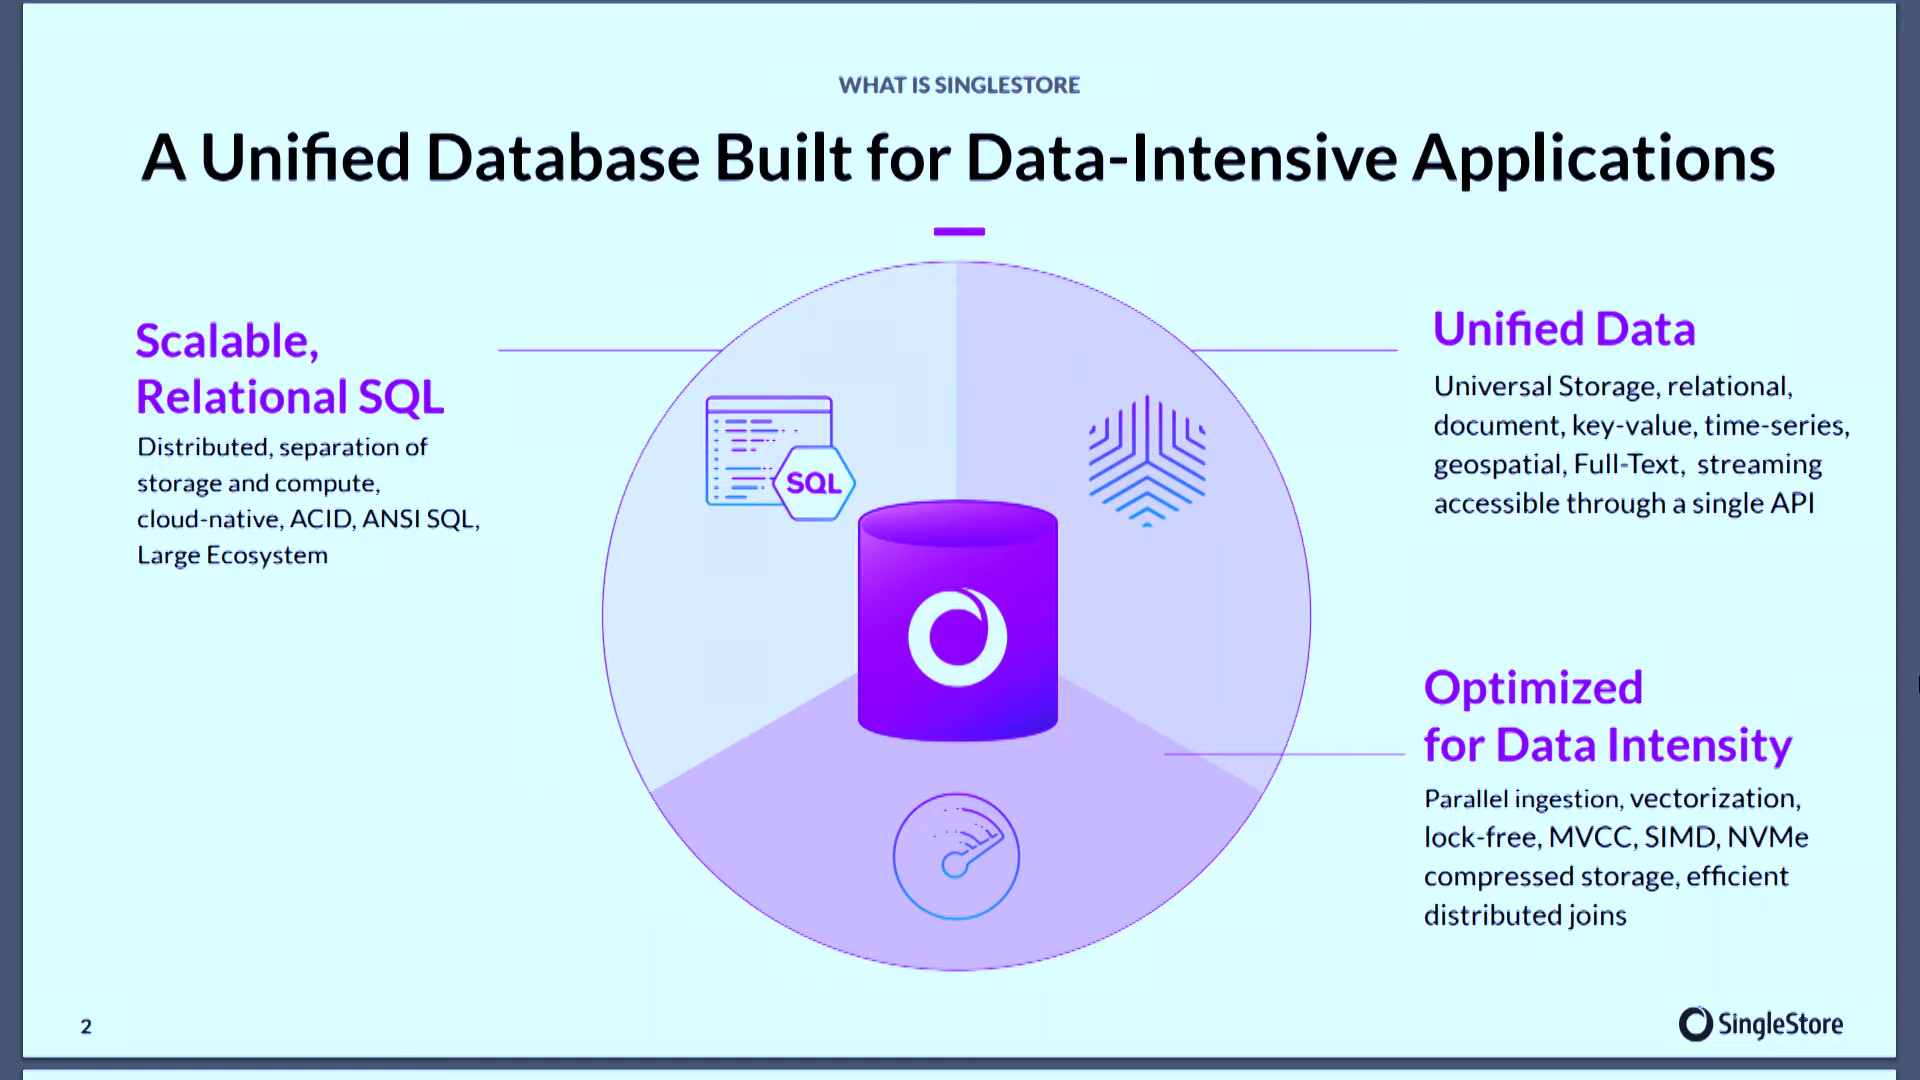 WHAT IS SINGLESTORE
A Unified Database Built for Data-Intensive Applications
Scalable,
Relational SQL
Distributed, separation of
storage and compute,
cloud-native, ACID, ANSI SQL,
Large Ecosystem
SQL
Unified Data
Universal Storage, relational,
document, key-value, time-series,
geospatial, Full-Text, streaming
accessible through a single API
Optimized
for Data Intensity
Parallel ingestion, vectorization,
lock-free, MVCC, SIMD, NVMe
compressed storage, efficient
distributed joins
2
SingleStore